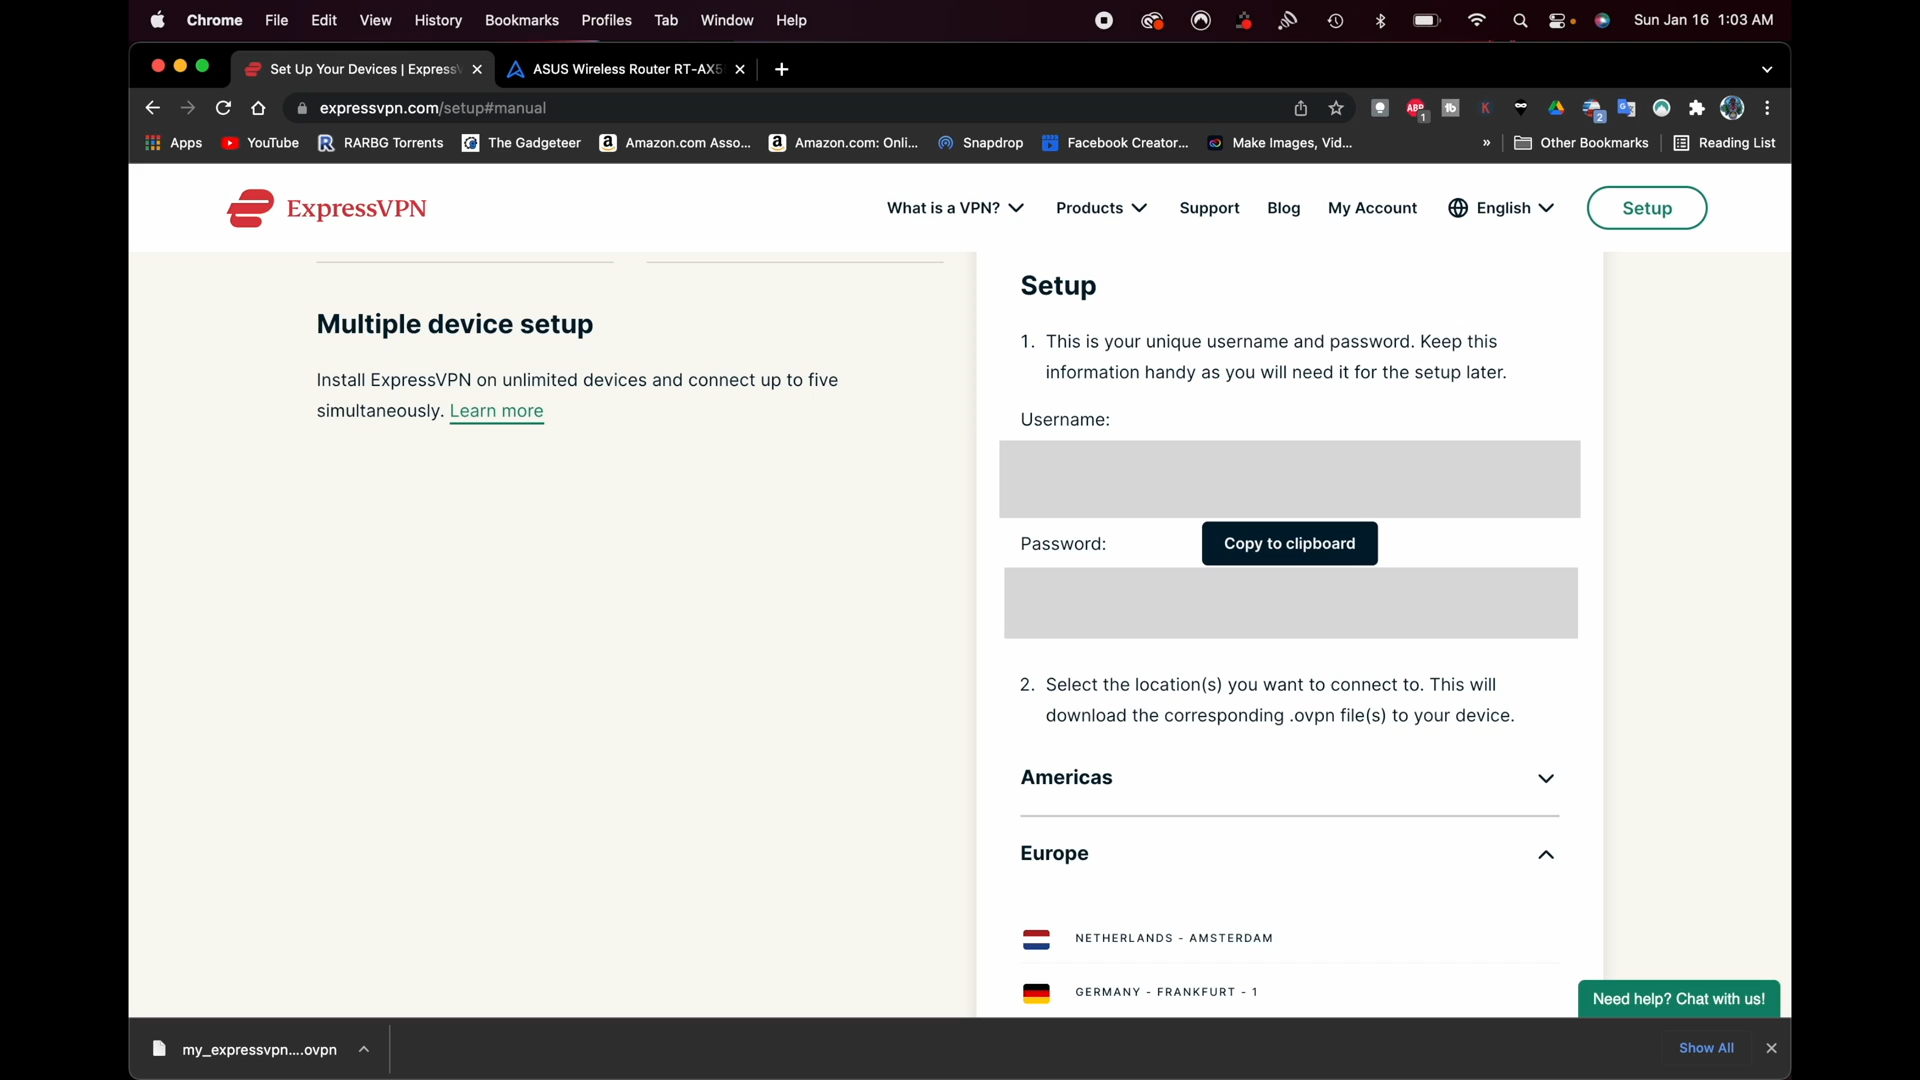 Chrome File Edit View History Bookmarks Profiles Tab Window Help Sun Jan 16 1:03 AM
Set Up Your Devices | Express ASUS Wireless Router RT-AX5
expressvpn.com/setup#manual ABP 1 tb K 2
Apps YouTube RARBG Torrents The Gadgeteer Amazon.com Asso... Amazon.com: Onli... Snapdrop Facebook Creator... Make Images, Vid... » Other Bookmarks Reading List
ExpressVPN What is a VPN? Products Support Blog My Account English Setup
Multiple device setup
Install ExpressVPN on unlimited devices and connect up to five
simultaneously. Learn more
Setup
1. This is your unique username and password. Keep this
information handy as you will need it for the setup later.
Username:
Password: Copy to clipboard
2. Select the location(s) you want to connect to. This will
download the corresponding .ovpn file(s) to your device.
Americas
Europe
NETHERLANDS - AMSTERDAM
GERMANY - FRANKFURT - 1
Need help? Chat with us!
my_expressvpn....ovpn Show All